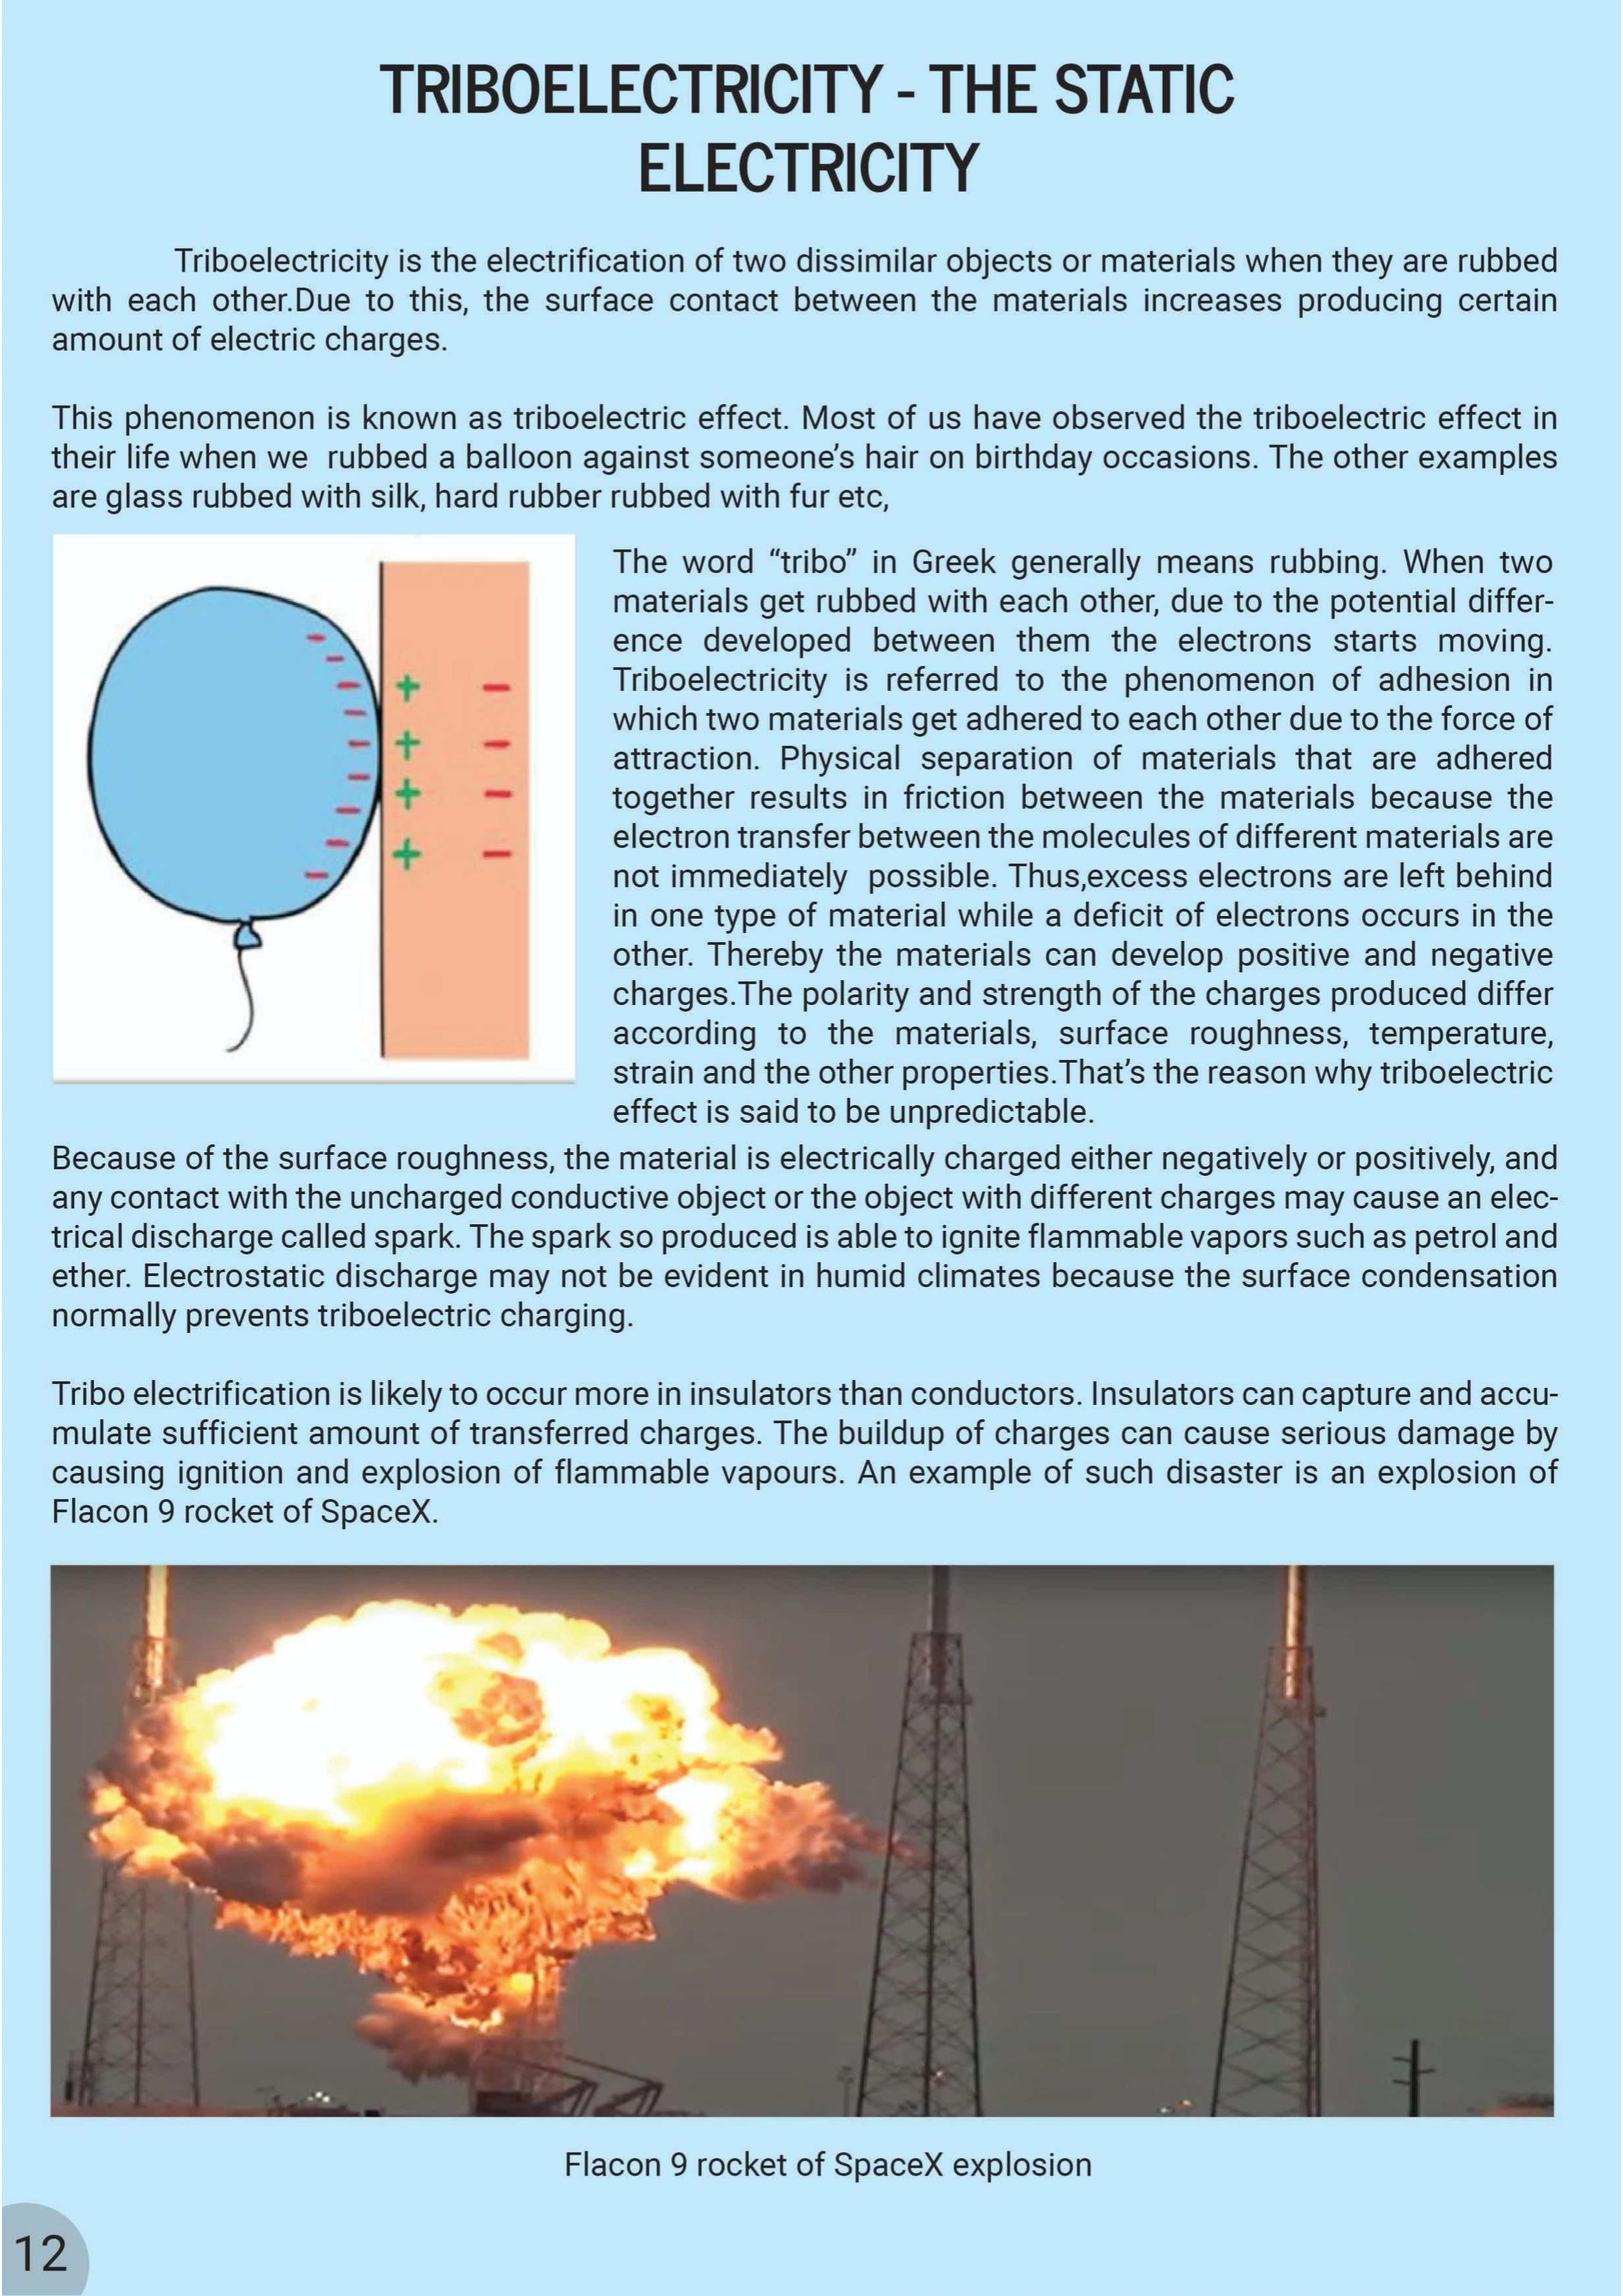 TRIBOELECTRICITY - THE STATIC
ELECTRICITY
Triboelectricity is the electrification of two dissimilar objects or materials when they are rubbed
with each other.Due to this, the surface contact between the materials increases producing certain
amount of electric charges.
This phenomenon is known as triboelectric effect. Most of us have observed the triboelectric effect in
their life when we rubbed a balloon against someone's hair on birthday occasions. The other examples
are glass rubbed with silk, hard rubber rubbed with fur etc,
The word “tribo” in Greek generally means rubbing. When two
materials get rubbed with each other, due to the potential differ-
ence developed between them the electrons starts moving.
Triboelectricity is referred to the phenomenon of adhesion in
which two materials get adhered to each other due to the force of
attraction. Physical separation of materials that are adhered
together results in friction between the materials because the
electron transfer between the molecules of different materials are
not immediately possible. Thus,excess electrons are left behind
in one type of material while a deficit of electrons occurs in the
other. Thereby the materials can develop positive and negative
charges.The polarity and strength of the charges produced differ
according to the materials, surface roughness, temperature,
strain and the other properties.That's the reason why triboelectric
effect is said to be unpredictable.
Because of the surface roughness, the material is electrically charged either negatively or positively, and
any contact with the uncharged conductive object or the object with different charges may cause an elec-
trical discharge called spark. The spark so produced is able to ignite flammable vapors such as petrol and
ether. Electrostatic discharge may not be evident in humid climates because the surface condensation
normally prevents triboelectric charging.
Tribo electrification is likely to occur more in insulators than conductors. Insulators can capture and accu-
mulate sufficient amount of transferred charges. The buildup of charges can cause serious damage by
causing ignition and explosion of flammable vapours. An example of such disaster is an explosion of
Flacon 9 rocket of SpaceX.
Flacon 9 rocket of SpaceX explosion
12